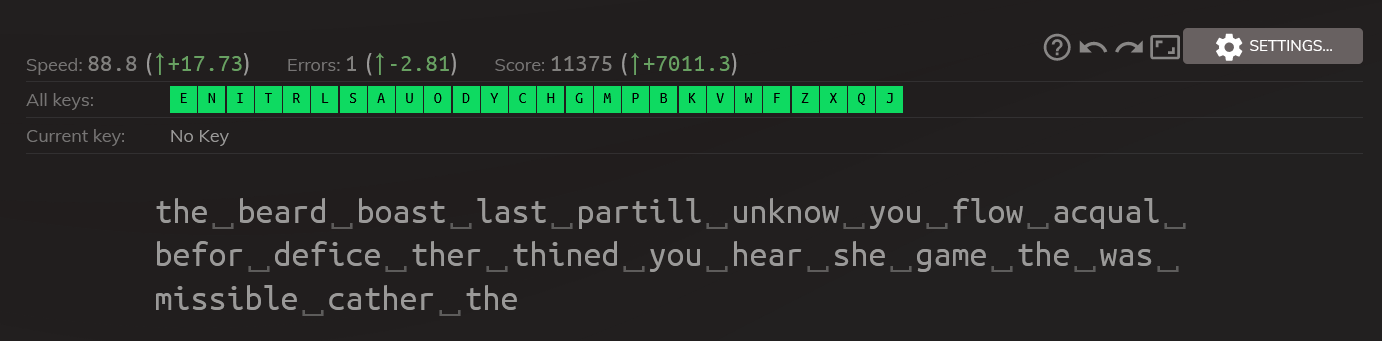 Speed: 88.8 (↑+17.73) Errors: 1 (↑-2.81) Score: 11375 (↑+7011.3) SETTINGS...
All keys: E N I T R L S A U O D Y C H G M P B K V W F Z X Q J
Current key: No Key
the␣beard␣boast␣last␣partill␣unknow␣you␣flow␣acqual␣
befor␣defice␣ther␣thined␣you␣hear␣she␣game␣the␣was␣
missible␣cather␣the